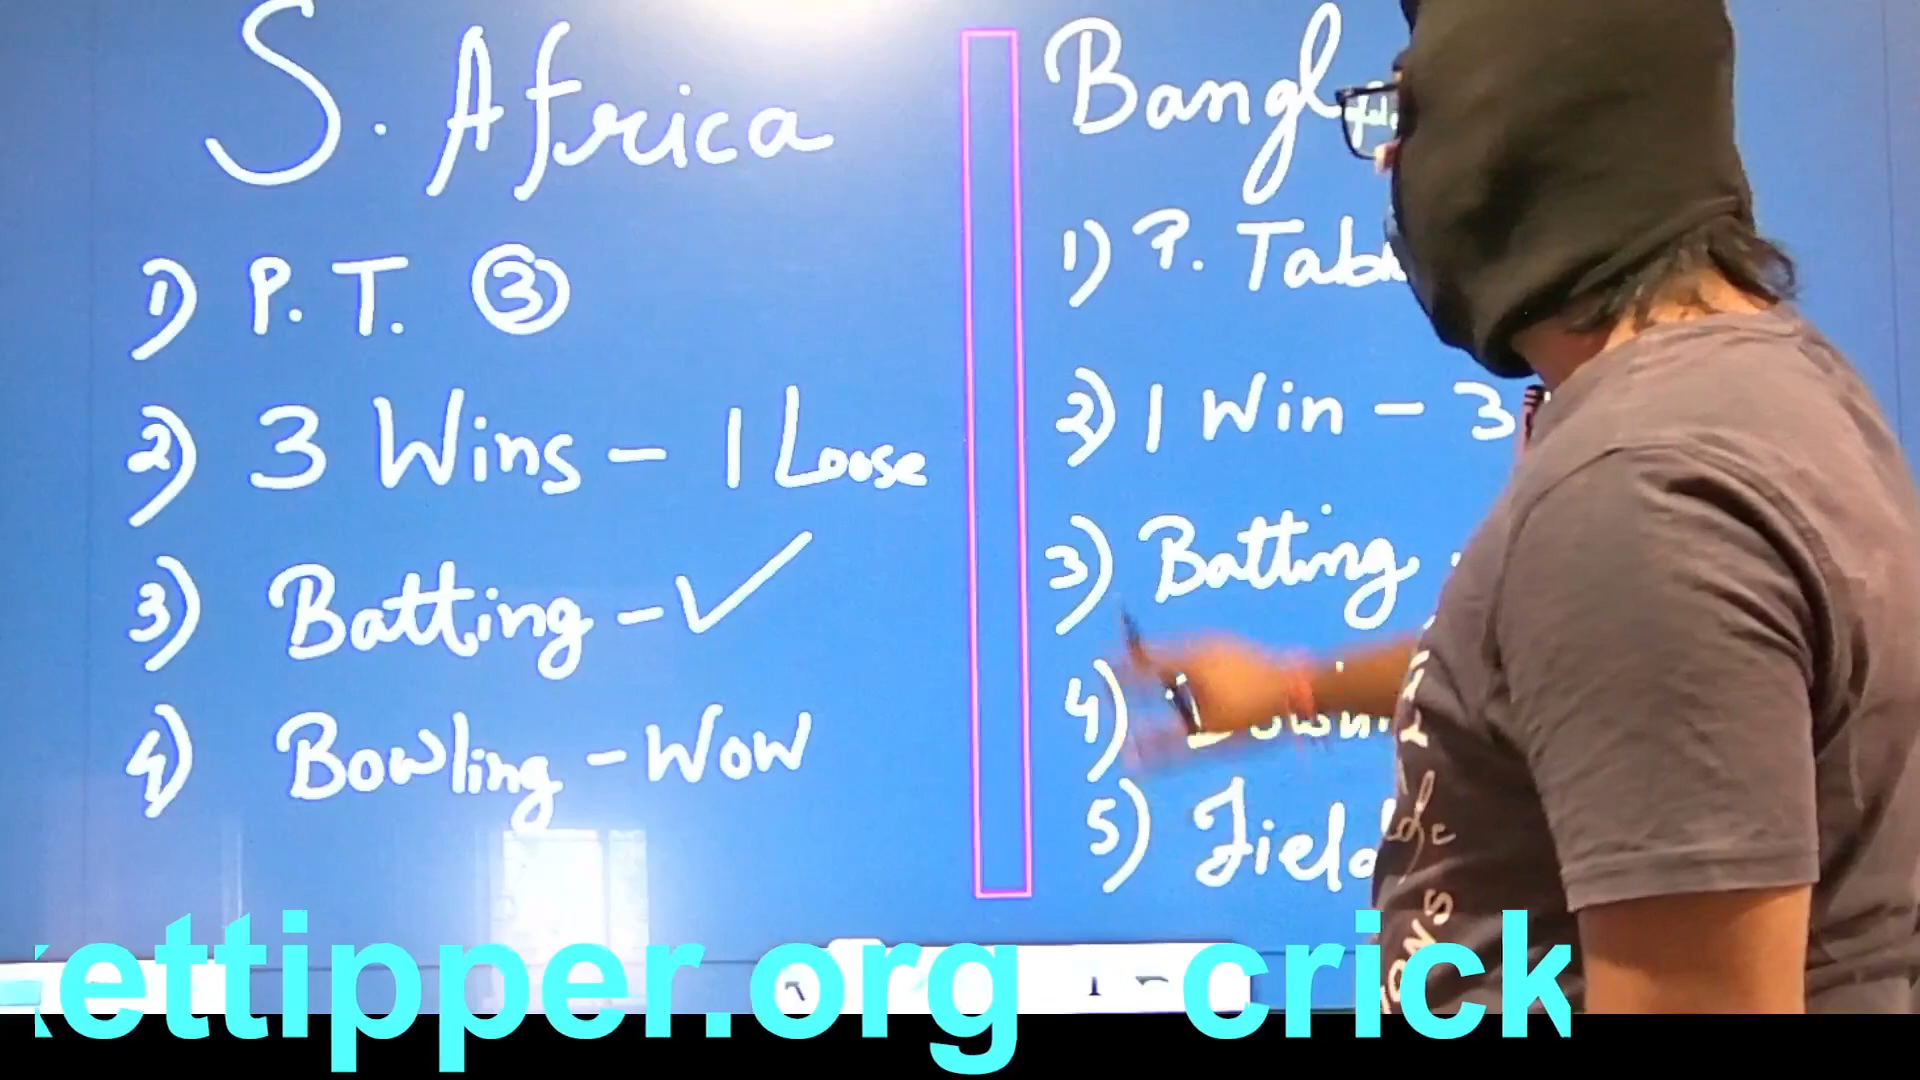 S. Africa
1) P. T. 3
2) 3 Wins - 1 Loose
3) Batting - ✓
4) Bowling - Wow
Bangl
1) P. Tabl
2) 1 Win - 3
3) Batting
4)
5) Field
ettipper.org crick